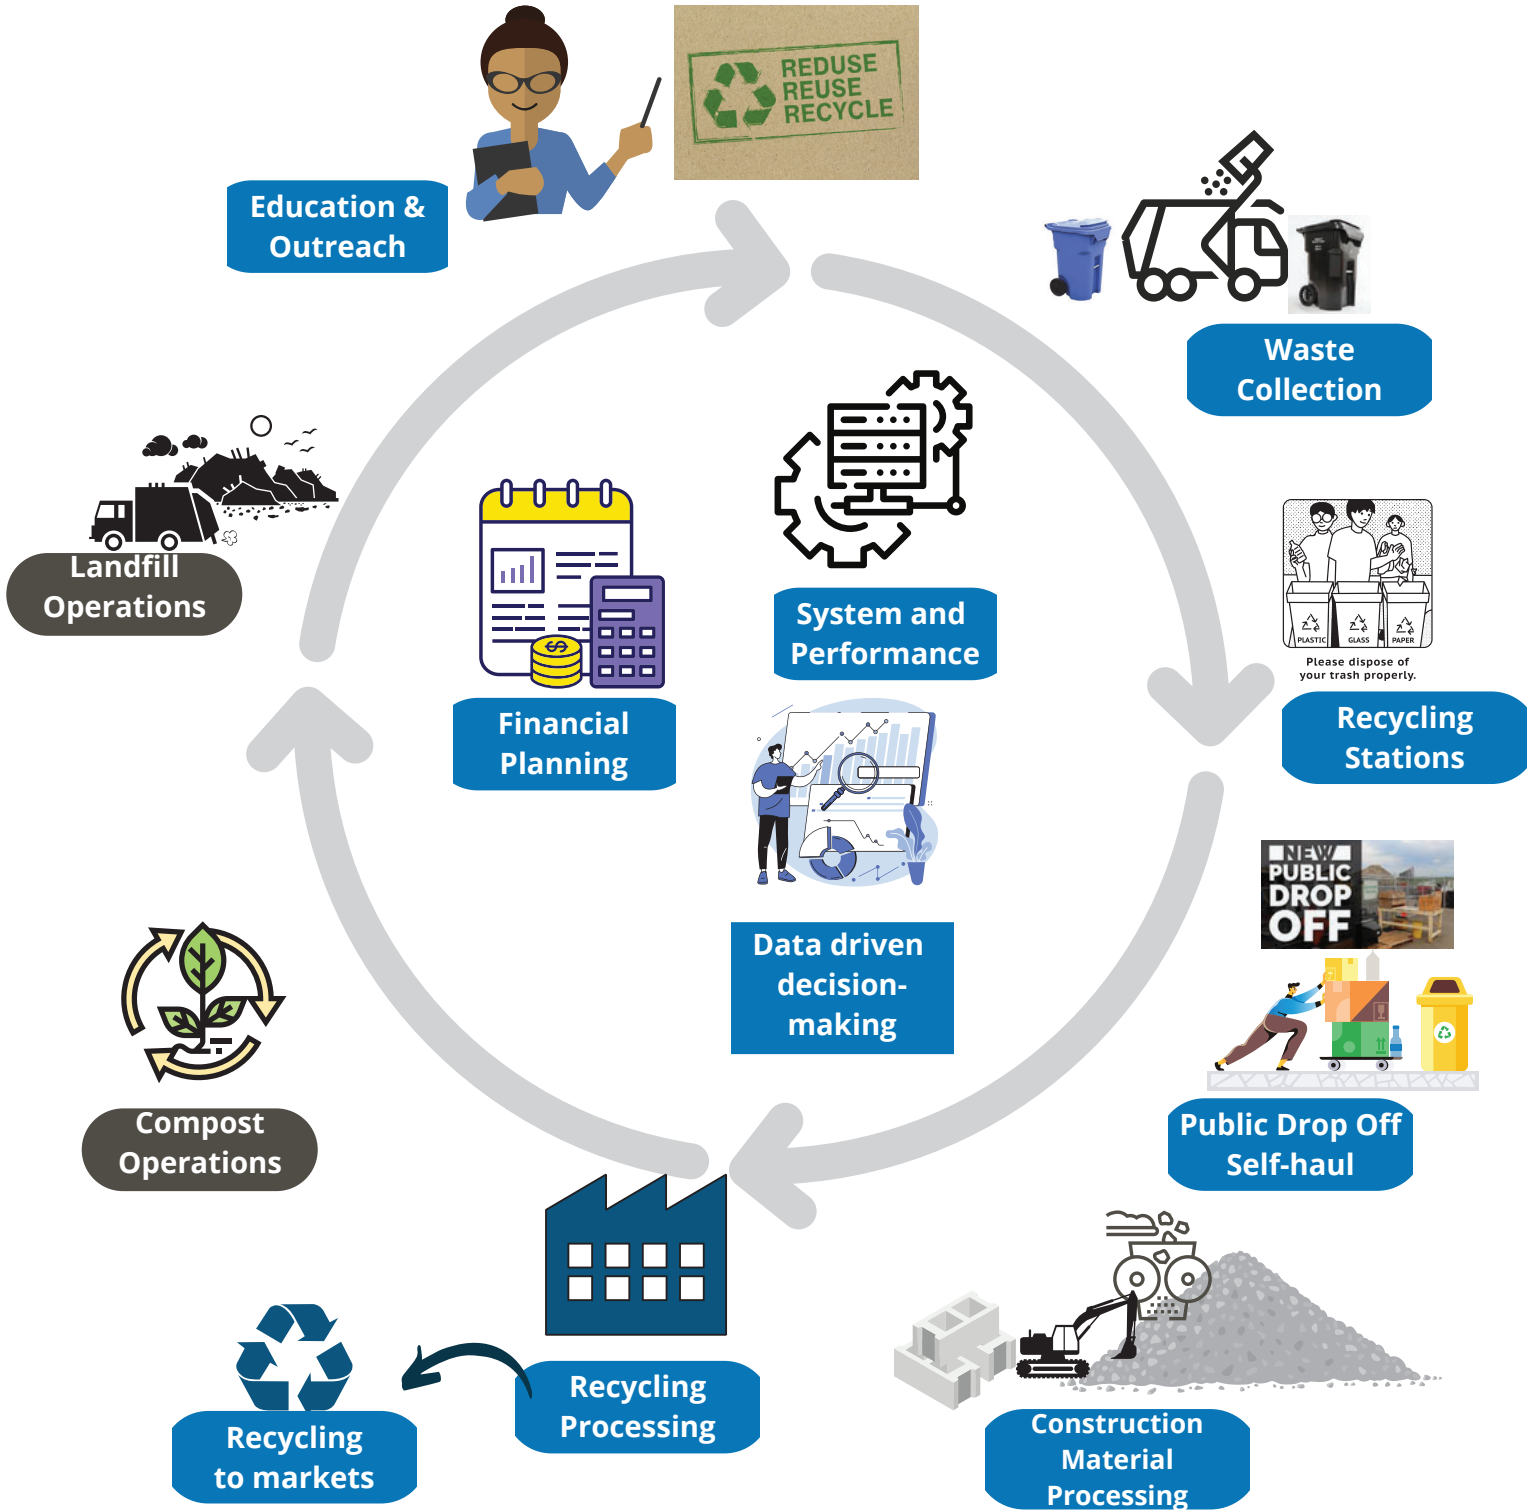 REDUSE
REUSE
RECYCLE
Education &
Outreach
Waste
Collection
Landfill
Operations
System and
Performance
PLASTIC
GLASS
PAPER
Please dispose of
your trash properly.
Financial
Planning
$
Recycling
Stations
NEW
PUBLIC
DROP
OFF
Data driven
decision-
making
Public Drop Off
Self-haul
Compost
Operations
Recycling
Processing
Recycling
to markets
Construction
Material
Processing